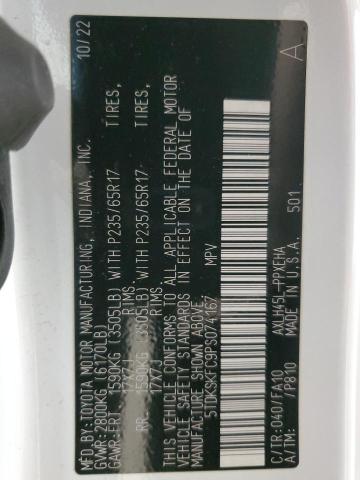 MFD. BY:TOYOTA MOTOR MANUFACTURING, INDIANA, INC. 10/22
GVWR: 2800KG (6170LB)
GAWR:FR. 1590KG (3505LB) WITH P235/65R17 TIRES,
17X7J RIMS
RR. 1590KG (3505LB) WITH P235/65R17 TIRES,
17X7J RIMS
THIS VEHICLE CONFORMS TO ALL APPLICABLE FEDERAL MOTOR
VEHICLE SAFETY STANDARDS IN EFFECT ON THE DATE OF
MANUFACTURE SHOWN ABOVE.
MPV
C/TR:040/FA10 AXLH45L-PPXEHA A
A/TM: /P810 MADE IN U.S.A. 501